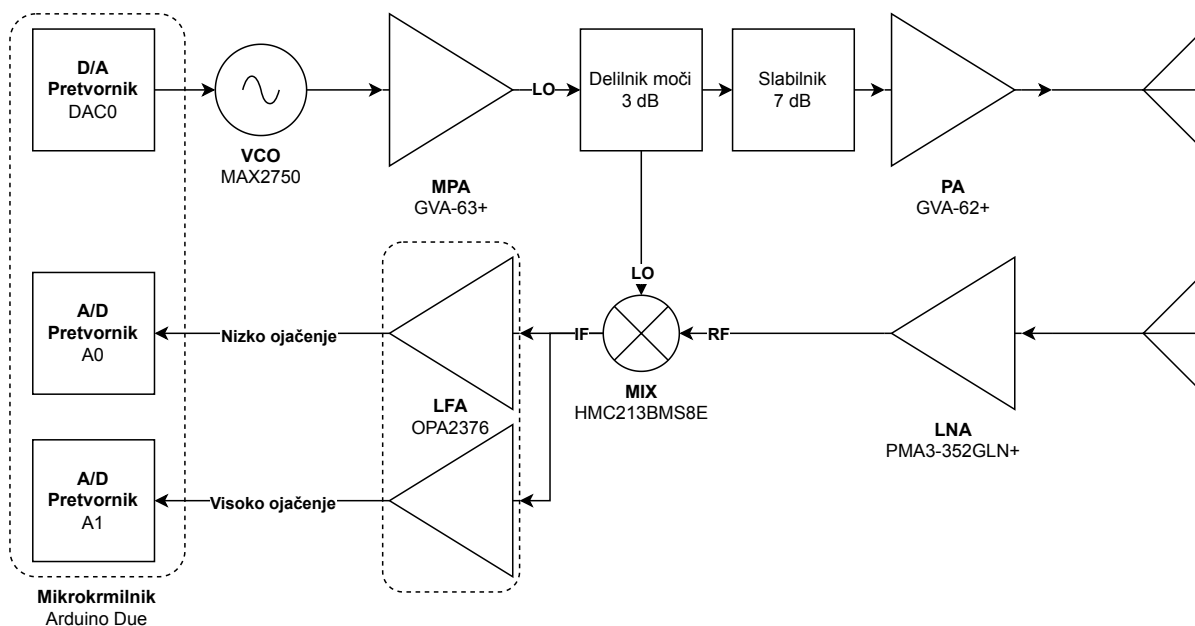 D/A
Pretvornik
DAC0
VCO
MAX2750
MPA
GVA-63+
LO
Delilnik moči
3 dB
Slabilnik
7 dB
PA
GVA-62+
LO
A/D
Pretvornik
A0
Nizko ojačenje
LFA
OPA2376
IF
MIX
HMC213BMS8E
RF
LNA
PMA3-352GLN+
A/D
Pretvornik
A1
Visoko ojačenje
Mikrokrmilnik
Arduino Due